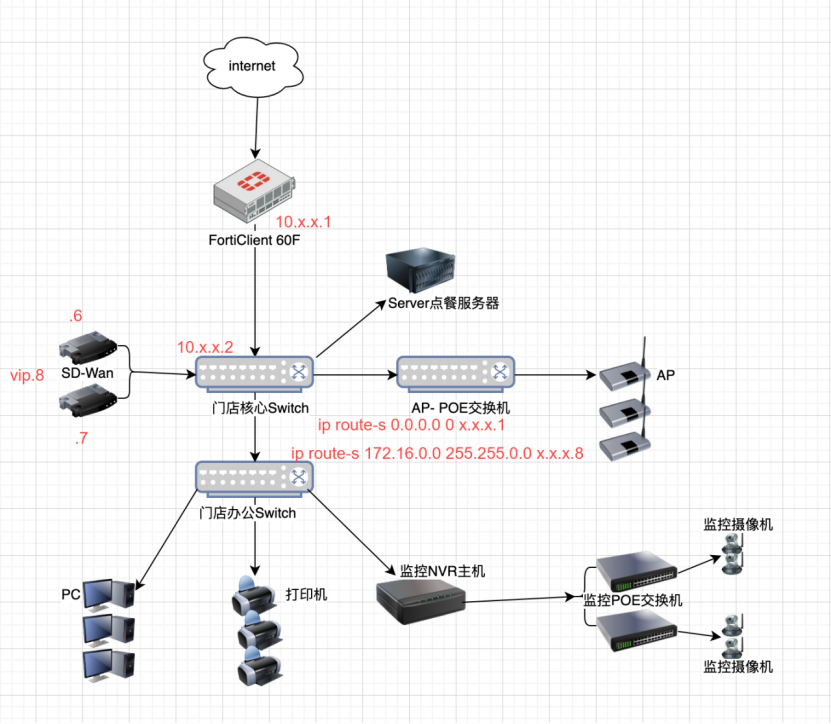 internet
10.x.x.1
FortiClient 60F
Server点餐服务器
.6
10.x.x.2
vip.8
SD-Wan
AP
.7
门店核心Switch
AP- POE交换机
ip route-s 0.0.0.0 0 x.x.x.1
ip route-s 172.16.0.0 255.255.0.0 x.x.x.8
门店办公Switch
监控摄像机
监控NVR主机
PC
打印机
监控POE交换机
监控摄像机